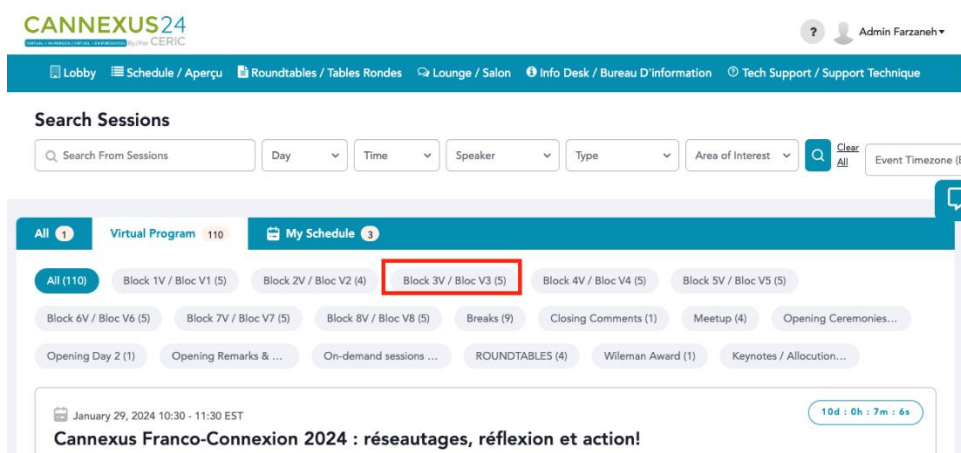 CANNEXUS24
By | Par CERIC
? Admin Farzaneh
Lobby Schedule / Aperçu Roundtables / Tables Rondes Lounge / Salon Info Desk / Bureau D'information Tech Support / Support Technique
Search Sessions
Search From Sessions Day Time Speaker Type Area of Interest Clear All Event Timezone (E
All 1 Virtual Program 110 My Schedule 3
All (110) Block 1V / Bloc V1 (5) Block 2V / Bloc V2 (4) Block 3V / Bloc V3 (5) Block 4V / Bloc V4 (5) Block 5V / Bloc V5 (5)
Block 6V / Bloc V6 (5) Block 7V / Bloc V7 (5) Block 8V / Bloc V8 (5) Breaks (9) Closing Comments (1) Meetup (4) Opening Ceremonies...
Opening Day 2 (1) Opening Remarks & ... On-demand sessions ... ROUNDTABLES (4) Wileman Award (1) Keynotes / Allocution...
January 29, 2024 10:30 - 11:30 EST 10d : 0h : 7m : 6s
Cannexus Franco-Connexion 2024 : réseautages, réflexion et action!